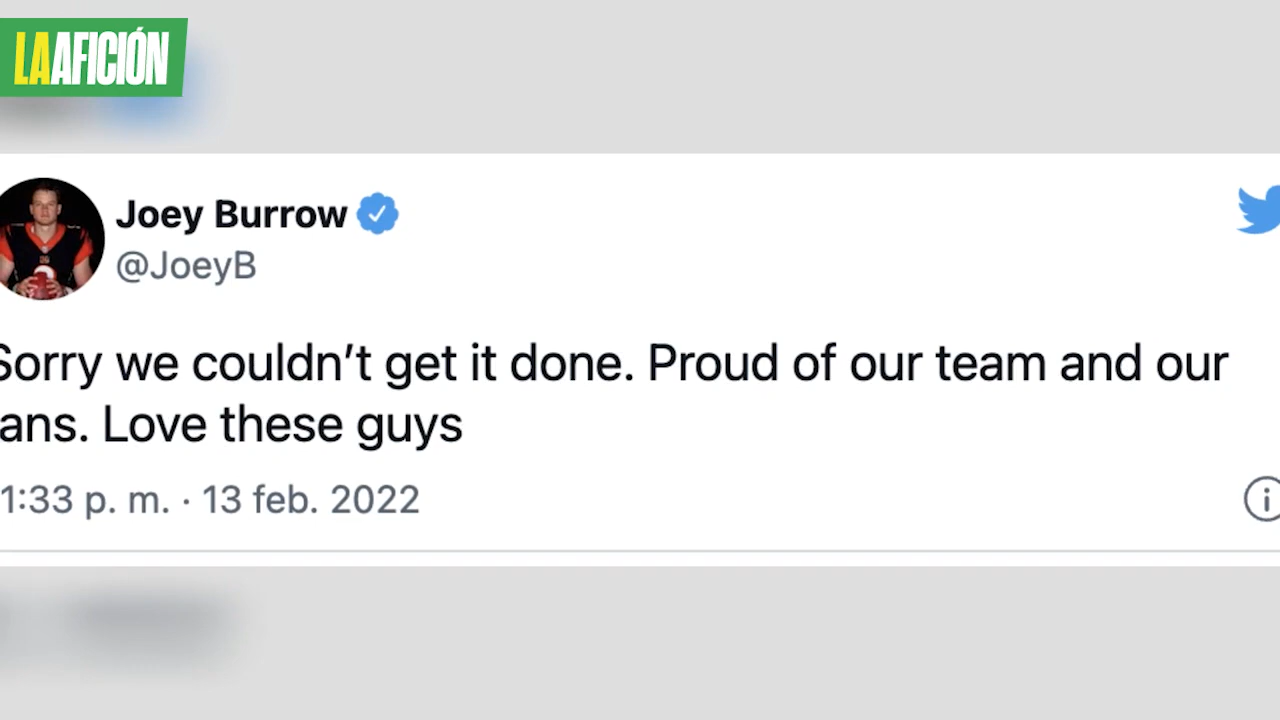 LAAFICIÓN
Joey Burrow
@JoeyB
Sorry we couldn’t get it done. Proud of our team and our
ans. Love these guys
1:33 p. m. · 13 feb. 2022